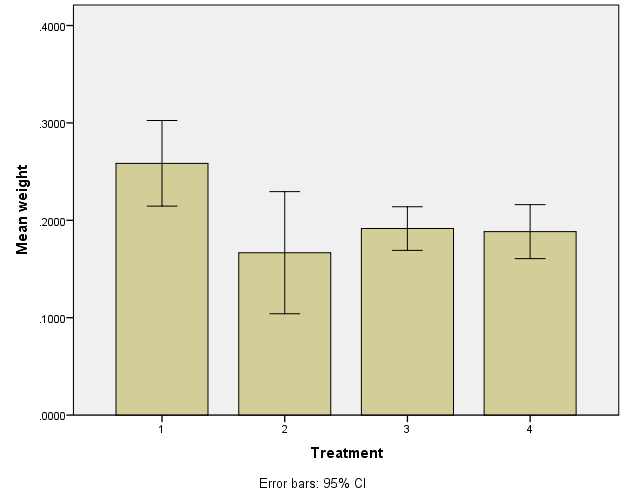 .4000
.3000
.2000
.1000
.0000
Mean weight
1 2 3 4
Treatment
Error bars: 95% CI